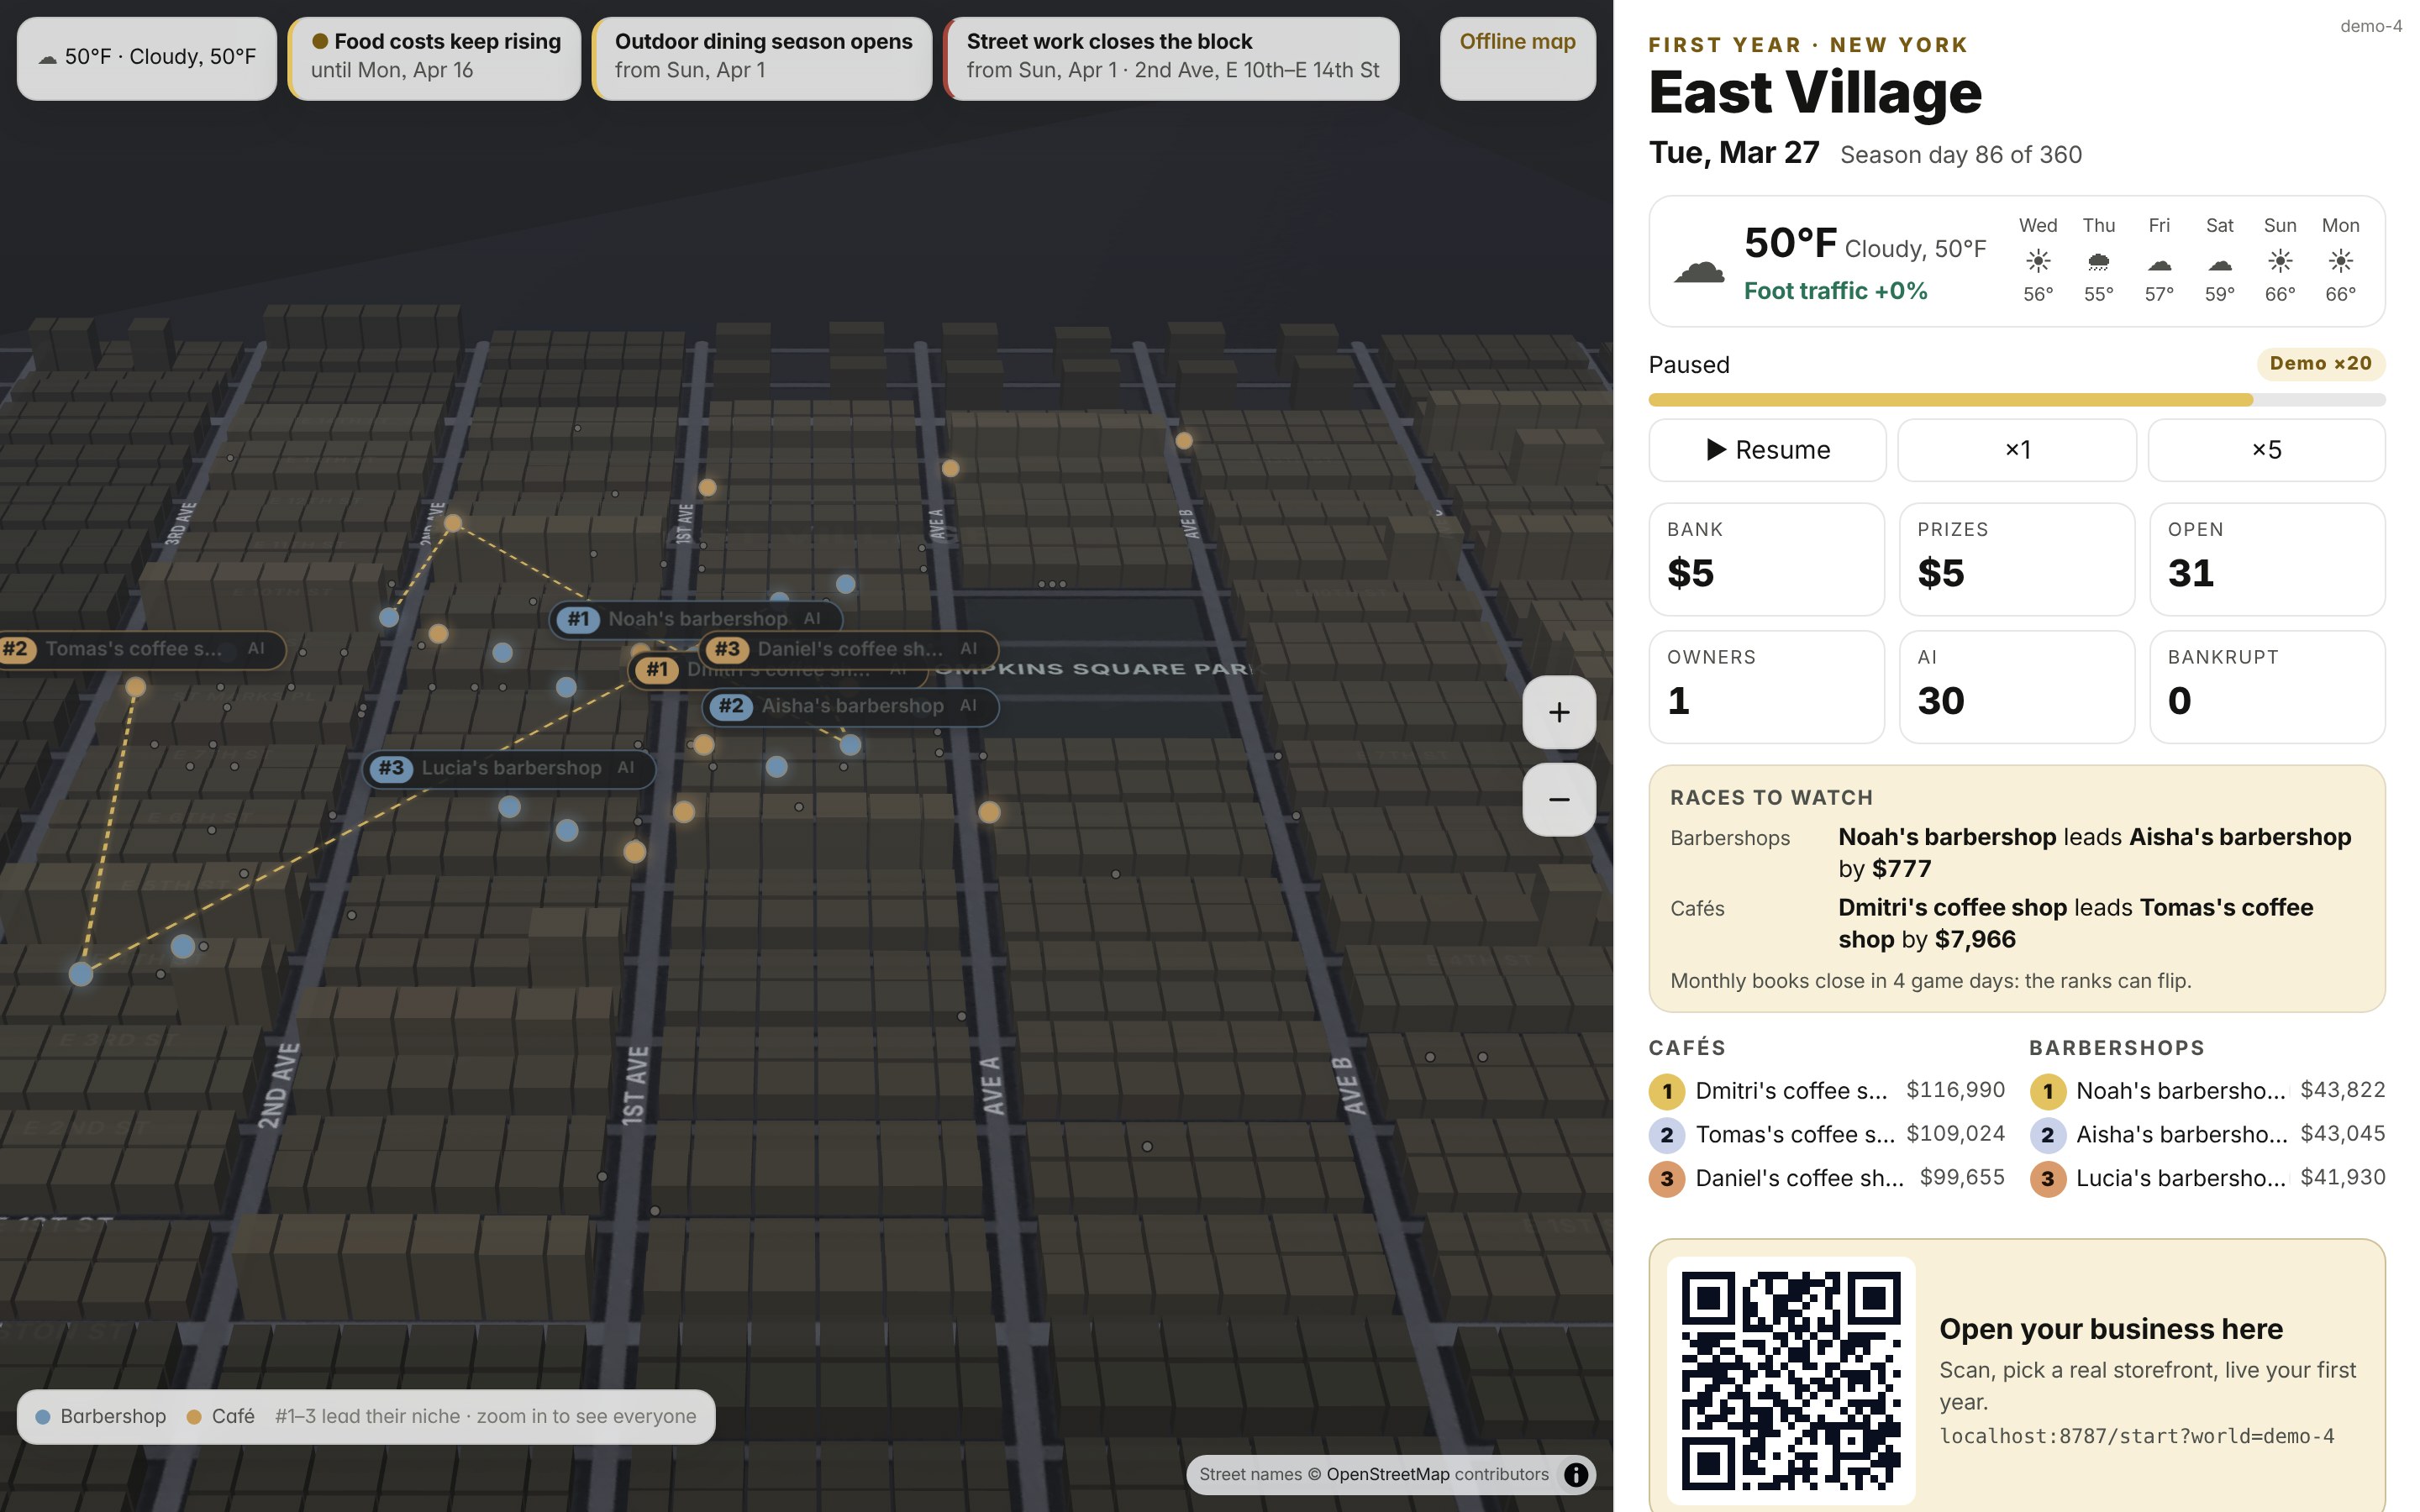 ☁ 50°F · Cloudy, 50°F
Food costs keep rising
until Mon, Apr 16
Outdoor dining season opens
from Sun, Apr 1
Street work closes the block
from Sun, Apr 1 · 2nd Ave, E 10th–E 14th St
Offline map
3RD AVE
1ST AVE
AVE A
AVE B
#1 Noah's barbershop AI
#2 Tomas's coffee s... AI
#3 Daniel's coffee sh... AI
#1 Dmitri's coffee sh... AI
#2 Aisha's barbershop AI
#3 Lucia's barbershop AI
SQUARE
E 3RD ST
E 2ND ST
2ND AVE
1ST AVE
AVE A
AVE B
+
−
Barbershop
Café
#1–3 lead their niche · zoom in to see everyone
Street names © OpenStreetMap contributors
demo-4
FIRST YEAR · NEW YORK
East Village
Tue, Mar 27 Season day 86 of 360
50°F Cloudy, 50°F
Foot traffic +0%
Wed Thu Fri Sat Sun Mon
56° 55° 57° 59° 66° 66°
Paused
Demo ×20
▶ Resume
×1
×5
BANK
$5
PRIZES
$5
OPEN
31
OWNERS
1
AI
30
BANKRUPT
0
RACES TO WATCH
Barbershops
Noah's barbershop leads Aisha's barbershop
by $777
Cafés
Dmitri's coffee shop leads Tomas's coffee
shop by $7,966
Monthly books close in 4 game days: the ranks can flip.
CAFÉS
1 Dmitri's coffee s... $116,990
2 Tomas's coffee s... $109,024
3 Daniel's coffee sh... $99,655
BARBERSHOPS
1 Noah's barbersho... $43,822
2 Aisha's barbersho... $43,045
3 Lucia's barbersho... $41,930
Open your business here
Scan, pick a real storefront, live your first
year.
localhost:8787/start?world=demo-4